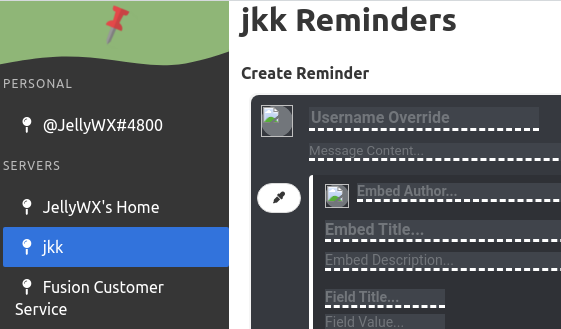 jkk Reminders
PERSONAL
@JellyWX#4800
SERVERS
JellyWX's Home
jkk
Fusion Customer
Service
Create Reminder
Username Override
Message Content...
Embed Author...
Embed Title...
Embed Description...
Field Title...
Field Value...